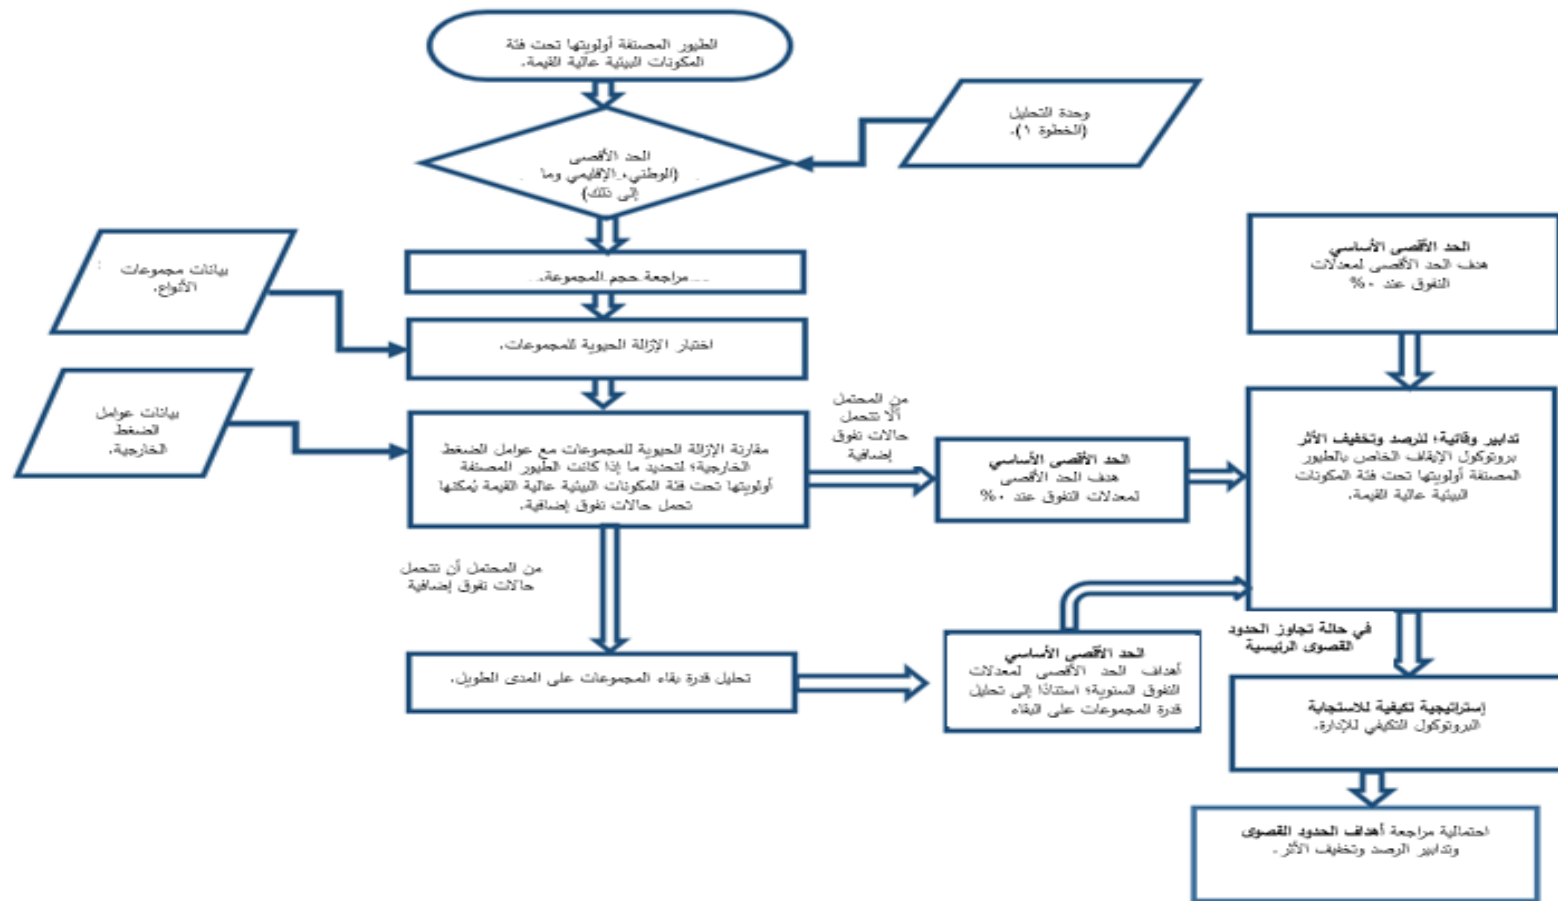 الطيور المصنفة أولويتها تحت فئة
المكونات البيئية عالية القيمة.
وحدة التحليل
(الخطوة ١).
الحد الأقصى
(الوطني، الإقليمي وما
إلى ذلك)
مراجعة حجم المجموعة.
بيانات مجموعات
الأنواع.
اختبار الإزالة الحيوية للمجموعات.
بيانات عوامل
الضغط
الخارجية.
مقارنة الإزالة الحيوية للمجموعات مع عوامل الضغط
الخارجية؛ لتحديد ما إذا كانت الطيور المصنفة
أولويتها تحت فئة المكونات البيئية عالية القيمة يُمكنها
تحمل حالات نفوق إضافية.
من المحتمل
ألا تتحمل
حالات نفوق
إضافية
الحد الأقصى الأساسي
هدف الحد الأقصى
لمعدلات النفوق عند ٠%
الحد الأقصى الأساسي
هدف الحد الأقصى لمعدلات
النفوق عند ٠%
تدابير وقائية؛ للرصد وتخفيف الأثر
بروتوكول الإيقاف الخاص بالطيور
المصنفة أولويتها تحت فئة المكونات
البيئية عالية القيمة.
من المحتمل أن تتحمل
حالات نفوق إضافية
تحليل قدرة بقاء المجموعات على المدى الطويل.
الحد الأقصى الأساسي
أهداف الحد الأقصى لمعدلات
النفوق السنوية؛ استنادًا إلى تحليل
قدرة المجموعات على البقاء
في حالة تجاوز الحدود
القصوى الرئيسية
إستراتيجية تكيفية للاستجابة
البروتوكول التكيفي للإدارة.
احتمالية مراجعة أهداف الحدود القصوى
وتدابير الرصد وتخفيف الأثر.